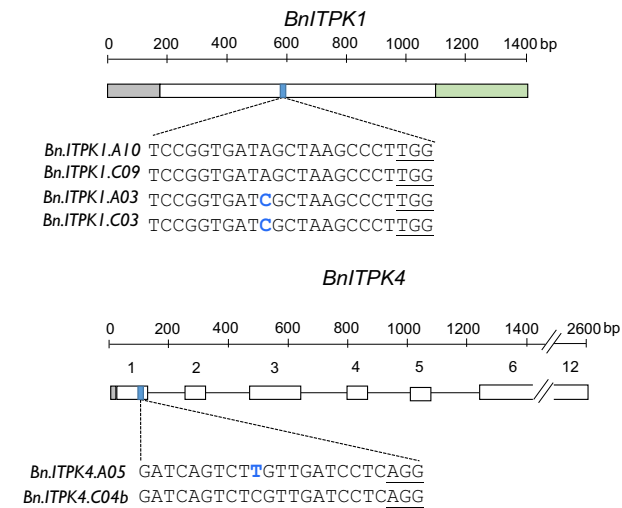 BnITPK1
0 200 400 600 800 1000 1200 1400 bp
Bn.ITPK1.A10 TCCGGTGATAGCTAAGCCCTTGG
Bn.ITPK1.C09 TCCGGTGATAGCTAAGCCCTTGG
Bn.ITPK1.A03 TCCGGTGATCGCTAAGCCCTTGG
Bn.ITPK1.C03 TCCGGTGATCGCTAAGCCCTTGG
BnITPK4
0 200 400 600 800 1000 1200 1400 2600 bp
1 2 3 4 5 6 12
Bn.ITPK4.A05 GATCAGTCTTGTTGATCCTCAGG
Bn.ITPK4.C04b GATCAGTCTCGTTGATCCTCAGG